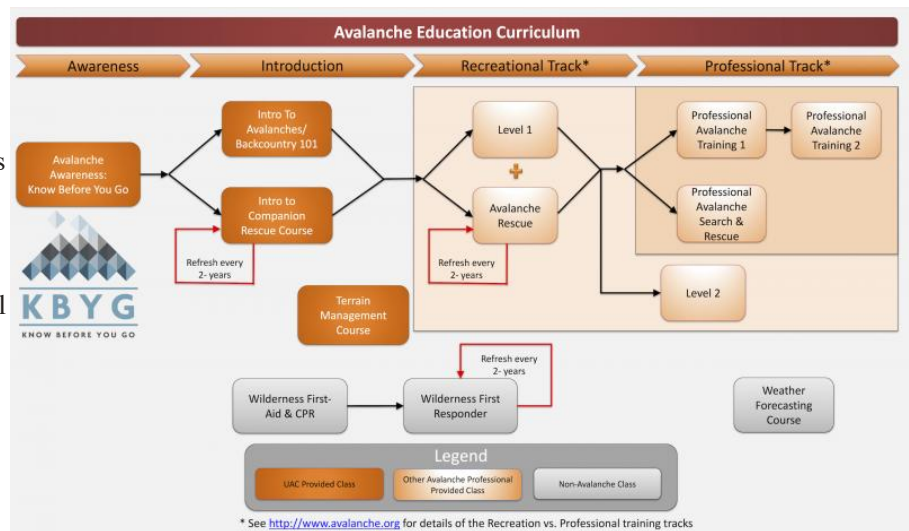 Avalanche Education Curriculum
Awareness
Introduction
Recreational Track*
Professional Track*
s
l
Avalanche
Awareness:
Know Before You Go
Intro To
Avalanches/
Backcountry 101
Intro to
Companion
Rescue Course
Refresh every
2- years
Level 1
+
Avalanche
Rescue
Refresh every
2- years
Professional
Avalanche
Training 1
Professional
Avalanche
Training 2
Professional
Avalanche
Search &
Rescue
Level 2
KBYG
KNOW BEFORE YOU GO
Terrain
Management
Course
Wilderness First-
Aid & CPR
Wilderness First
Responder
Refresh every
2- years
Weather
Forecasting
Course
Legend
UAC Provided Class
Other Avalanche Professional
Provided Class
Non-Avalanche Class
* See http://www.avalanche.org for details of the Recreation vs. Professional training tracks